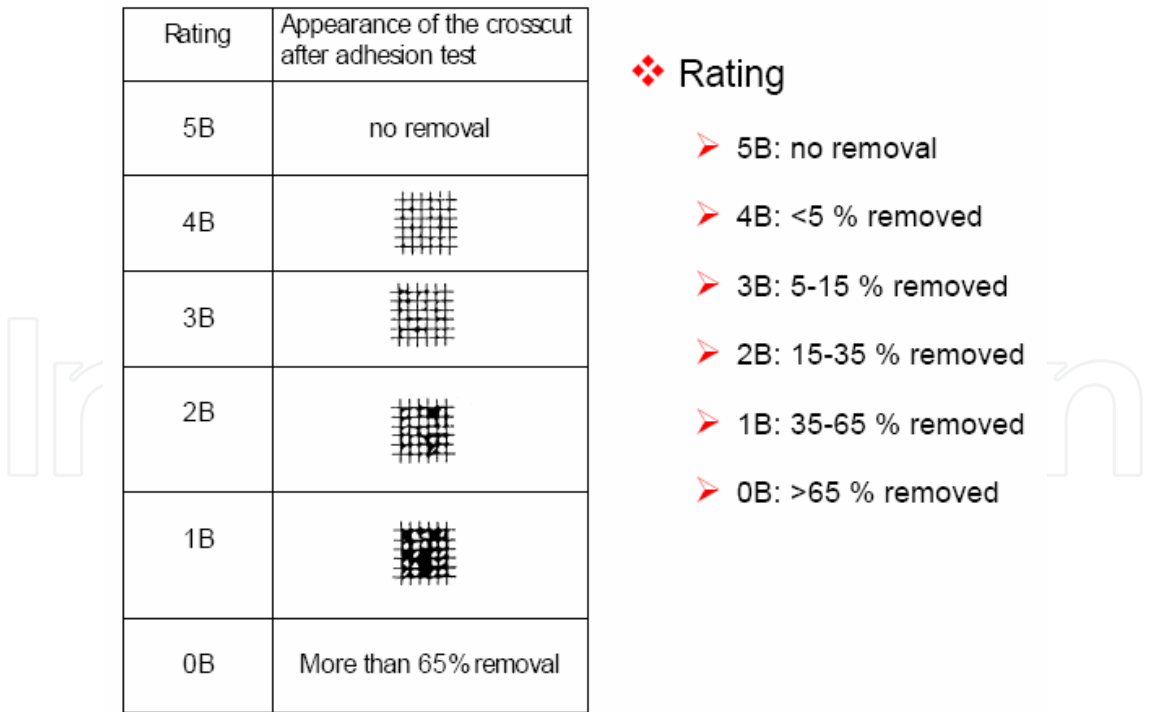 Rating
Appearance of the crosscut
after adhesion test
5B
no removal
4B
3B
2B
1B
0B
More than 65% removal
Rating
5B: no removal
4B: <5 % removed
3B: 5-15 % removed
2B: 15-35 % removed
1B: 35-65 % removed
0B: >65 % removed